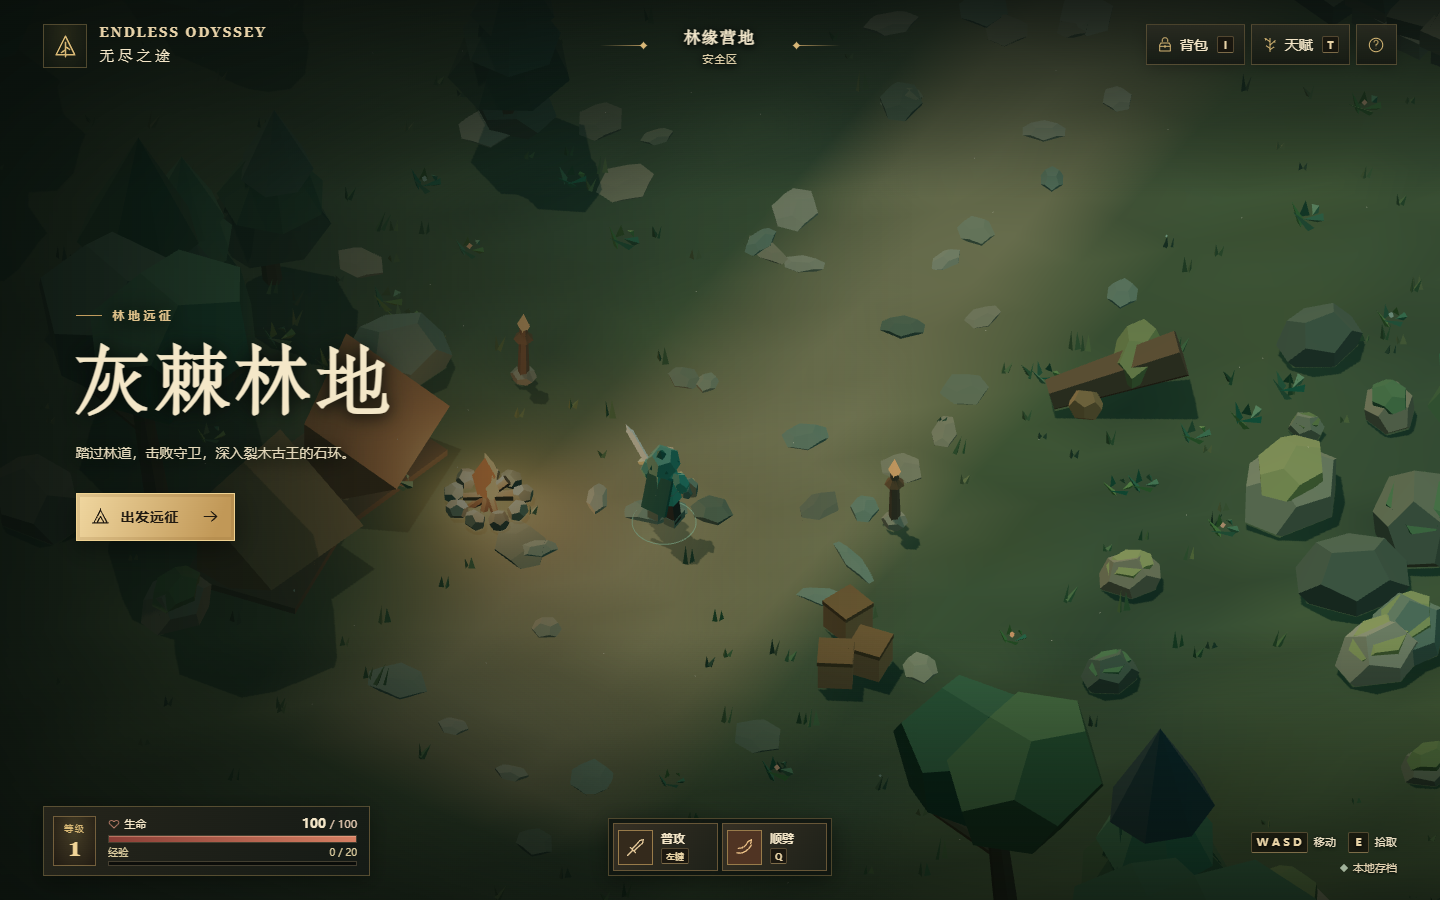 ENDLESS ODYSSEY
无尽之途
林缘营地
安全区
背包 I
天赋 T
?
林地远征
灰棘林地
踏过林道，击败守卫，深入裂木古王的石环。
出发远征 →
等级
1
生命 100 / 100
经验 0 / 20
普攻
左键
顺劈
Q
WASD 移动 E 拾取
本地存档